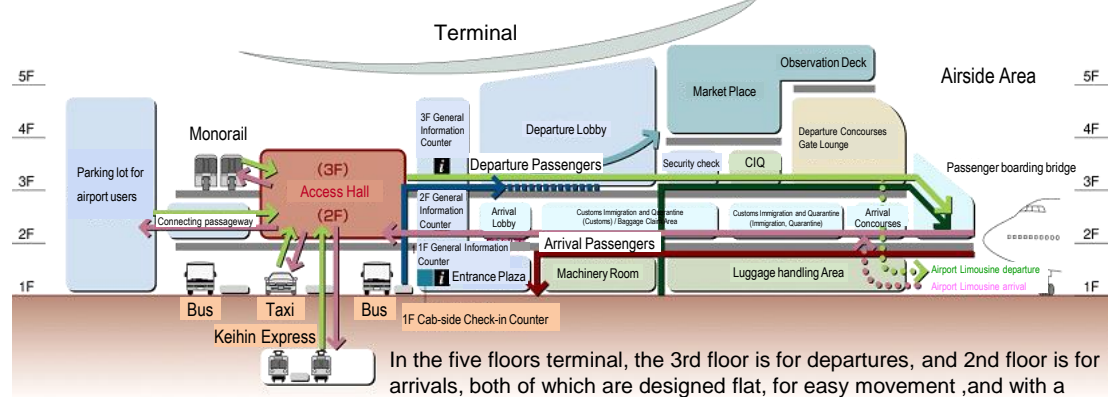 Terminal
Observation Deck
Airside Area
5F
5F
Market Place
3F General
Information
Counter
Monorail
Departure Lobby
Departure Concourses
Gate Lounge
4F
4F
(3F)
Access Hall
(2F)
i
Departure Passengers
Security check
CIQ
Passenger boarding bridge
Parking lot for
airport users
3F
3F
2F General
Information
Counter
Arrival
Lobby
Customs Immigration and Quarantine
(Customs) / Baggage Claim Area
Customs Immigration and Quarantine
(Immigration, Quarantine)
Arrival
Concourses
Connecting passageway
2F
2F
Arrival Passengers
1F General Information
Counter
i Entrance Plaza
Machinery Room
Luggage handling Area
Airport Limousine departure
Airport Limousine arrival
1F
1F
Bus
Taxi
Bus
1F Cab-side Check-in Counter
Keihin Express
In the five floors terminal, the 3rd floor is for departures, and 2nd floor is for
arrivals, both of which are designed flat, for easy movement ,and with a